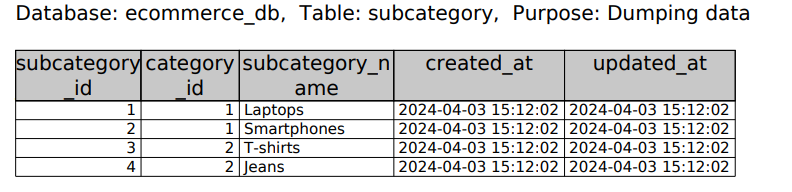 Database: ecommerce_db, Table: subcategory, Purpose: Dumping data
subcategory_id category_id subcategory_name created_at updated_at
1 1 Laptops 2024-04-03 15:12:02 2024-04-03 15:12:02
2 1 Smartphones 2024-04-03 15:12:02 2024-04-03 15:12:02
3 2 T-shirts 2024-04-03 15:12:02 2024-04-03 15:12:02
4 2 Jeans 2024-04-03 15:12:02 2024-04-03 15:12:02